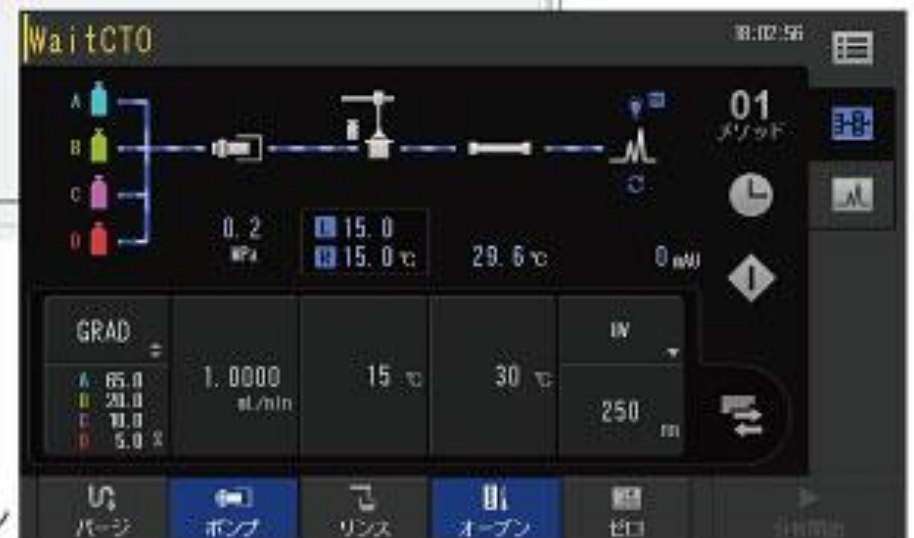 WaitCTO
18:02:56
A
B
C
D
01
メソッド
0.2
MPa
L 15.0
R 15.0 ℃
29.6 ℃
0 mAU
GRAD
A 65.0
B 20.0
C 10.0
D 5.0 %
1.0000
mL/min
15 ℃
30 ℃
UV
250
nm
パージ
ポンプ
リンス
オーブン
ゼロ
分析開始